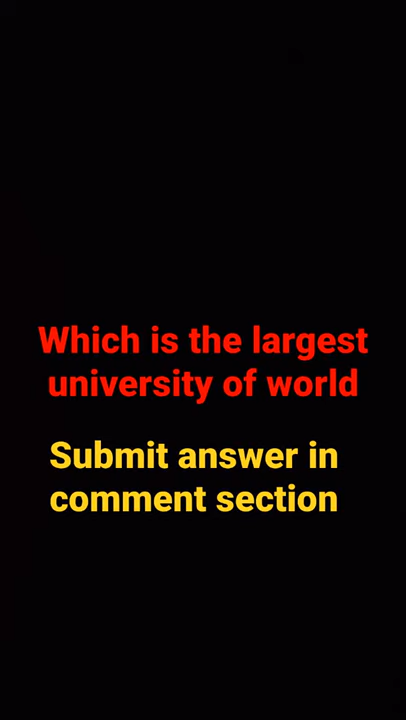 Which is the largest
university of world
Submit answer in
comment section